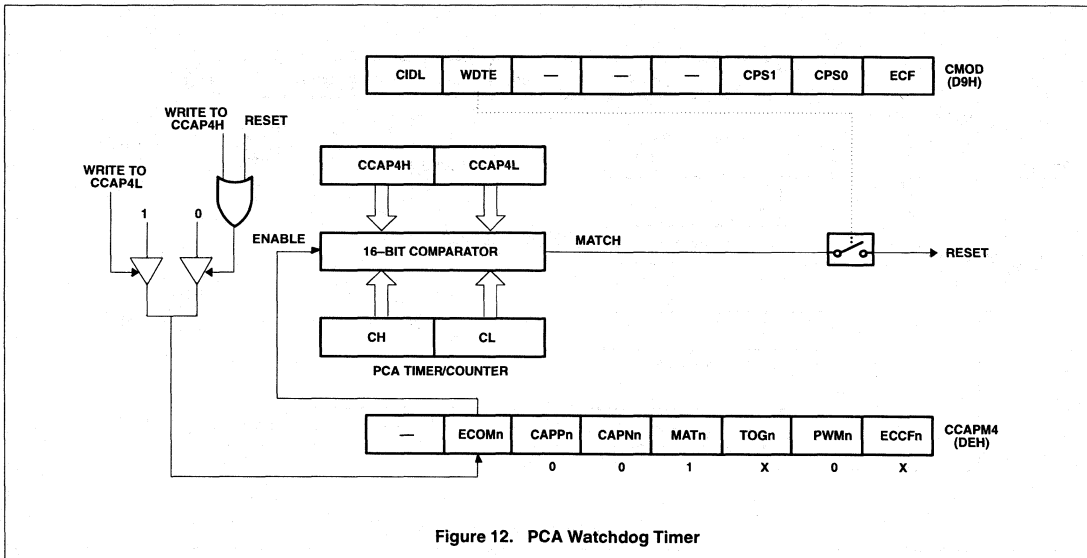 CIDL WDTE — — — CPS1 CPS0 ECF
CMOD
(D9H)
WRITE TO
CCAP4H
RESET
WRITE TO
CCAP4L
1 0
CCAP4H CCAP4L
ENABLE
16–BIT COMPARATOR
MATCH
RESET
CH CL
PCA TIMER/COUNTER
— ECOMn CAPPn CAPNn MATn TOGn PWMn ECCFn
CCAPM4
(DEH)
0 0 1 X 0 X
Figure 12. PCA Watchdog Timer